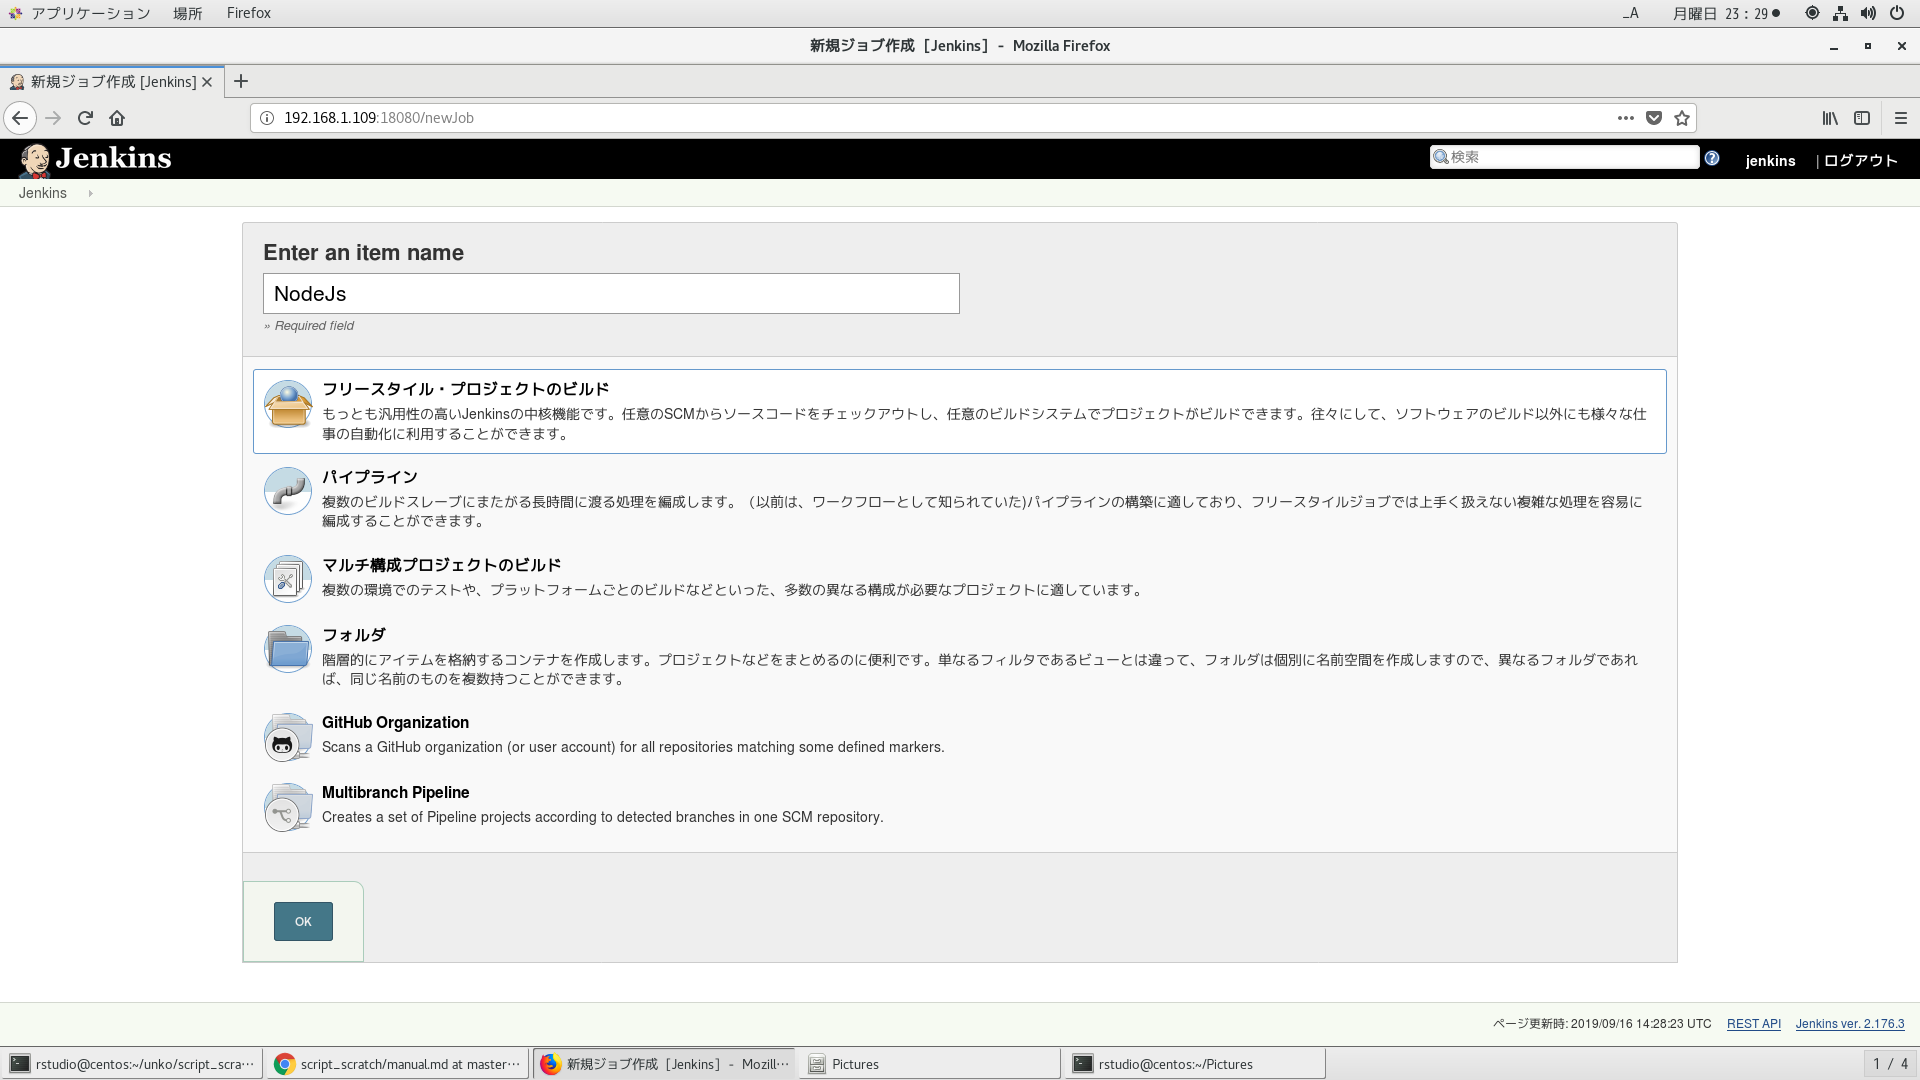 アプリケーション 場所 Firefox _A 月曜日 23：29
新規ジョブ作成 [Jenkins] - Mozilla Firefox
新規ジョブ作成 [Jenkins]
192.168.1.109:18080/newJob
Jenkins 検索 jenkins | ログアウト
Jenkins
Enter an item name
NodeJs
» Required field
フリースタイル・プロジェクトのビルド
もっとも汎用性の高いJenkinsの中核機能です。任意のSCMからソースコードをチェックアウトし、任意のビルドシステムでプロジェクトがビルドできます。往々にして、ソフトウェアのビルド以外にも様々な仕
事の自動化に利用することができます。
パイプライン
複数のビルドスレーブにまたがる長時間に渡る処理を編成します。（以前は、ワークフローとして知られていた)パイプラインの構築に適しており、フリースタイルジョブでは上手く扱えない複雑な処理を容易に
編成することができます。
マルチ構成プロジェクトのビルド
複数の環境でのテストや、プラットフォームごとのビルドなどといった、多数の異なる構成が必要なプロジェクトに適しています。
フォルダ
階層的にアイテムを格納するコンテナを作成します。プロジェクトなどをまとめるのに便利です。単なるフィルタであるビューとは違って、フォルダは個別に名前空間を作成しますので、異なるフォルダであれ
ば、同じ名前のものを複数持つことができます。
GitHub Organization
Scans a GitHub organization (or user account) for all repositories matching some defined markers.
Multibranch Pipeline
Creates a set of Pipeline projects according to detected branches in one SCM repository.
OK
ページ更新時: 2019/09/16 14:28:23 UTC REST API Jenkins ver. 2.176.3
rstudio@centos:~/unko/script_scra… script_scratch/manual.md at master… 新規ジョブ作成 [Jenkins] - Mozill… Pictures rstudio@centos:~/Pictures 1 / 4